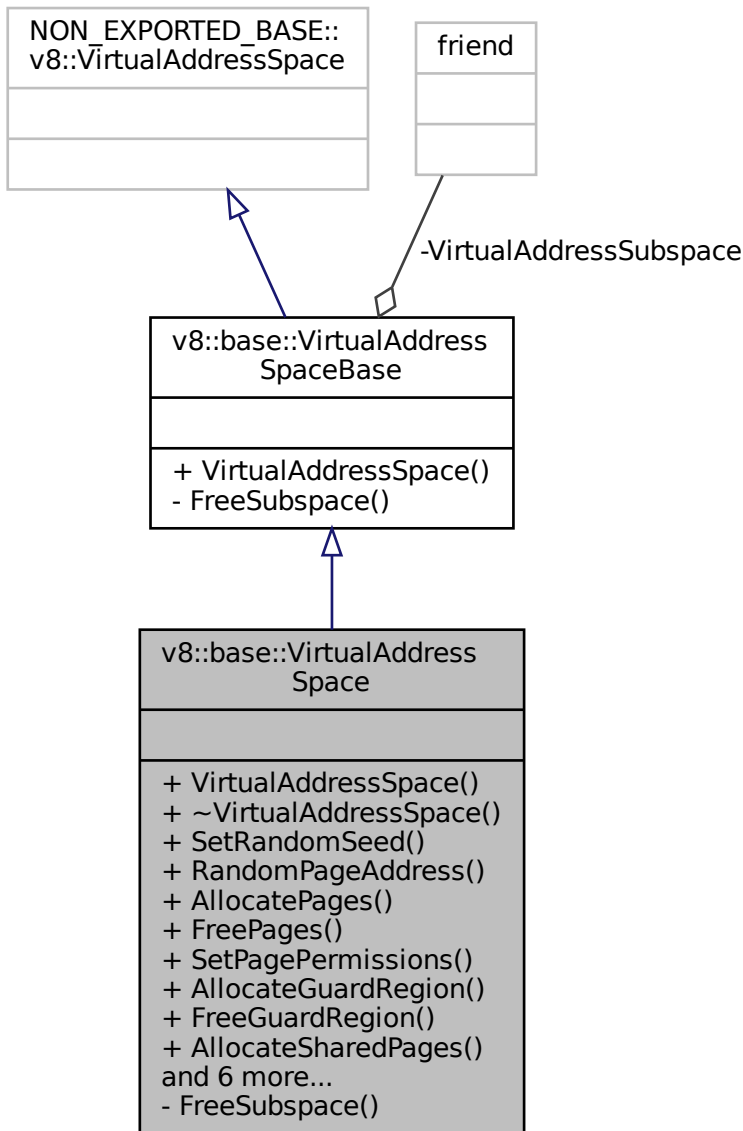 NON_EXPORTED_BASE::
v8::VirtualAddressSpace
friend
-VirtualAddressSubspace
v8::base::VirtualAddress
SpaceBase
+ VirtualAddressSpace()
- FreeSubspace()
v8::base::VirtualAddress
Space
+ VirtualAddressSpace()
+ ~VirtualAddressSpace()
+ SetRandomSeed()
+ RandomPageAddress()
+ AllocatePages()
+ FreePages()
+ SetPagePermissions()
+ AllocateGuardRegion()
+ FreeGuardRegion()
+ AllocateSharedPages()
and 6 more...
- FreeSubspace()